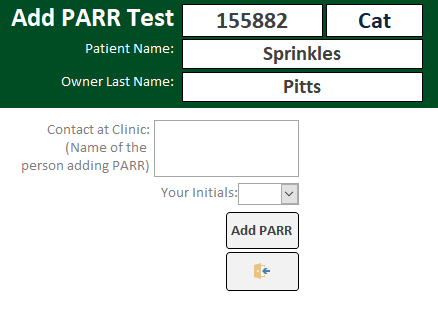 Add PARR Test 155882 Cat
Patient Name: Sprinkles
Owner Last Name: Pitts
Contact at Clinic:
(Name of the
person adding PARR)
Your Initials:
Add PARR